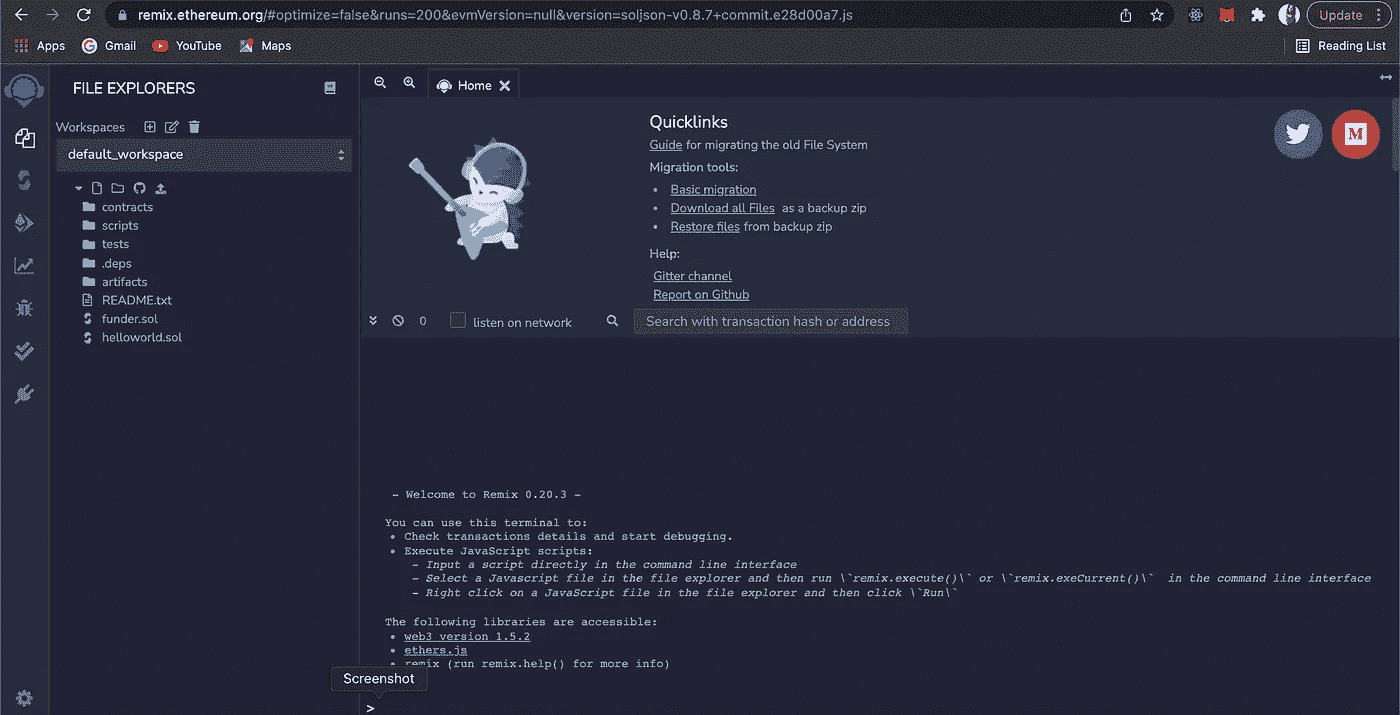 remix.ethereum.org/#optimize=false&runs=200&evmVersion=null&version=soljson-v0.8.7+commit.e28d00a7.js
Update
Apps
Gmail
YouTube
Maps
Reading List
FILE EXPLORERS
Workspaces
default_workspace
contracts
scripts
tests
.deps
artifacts
README.txt
funder.sol
helloworld.sol
Home
Quicklinks
Guide for migrating the old File System
Migration tools:
• Basic migration
• Download all Files as a backup zip
• Restore files from backup zip
Help:
Gitter channel
Report on Github
M
0 listen on network Search with transaction hash or address
- Welcome to Remix 0.20.3 -
You can use this terminal to:
• Check transactions details and start debugging.
• Execute JavaScript scripts:
- Input a script directly in the command line interface
- Select a Javascript file in the file explorer and then run \`remix.execute()\` or \`remix.exeCurrent()\` in the command line interface
- Right click on a JavaScript file in the file explorer and then click \`Run\`
The following libraries are accessible:
• web3 version 1.5.2
• ethers.js
• remix (run remix.help() for more info)
Screenshot
>